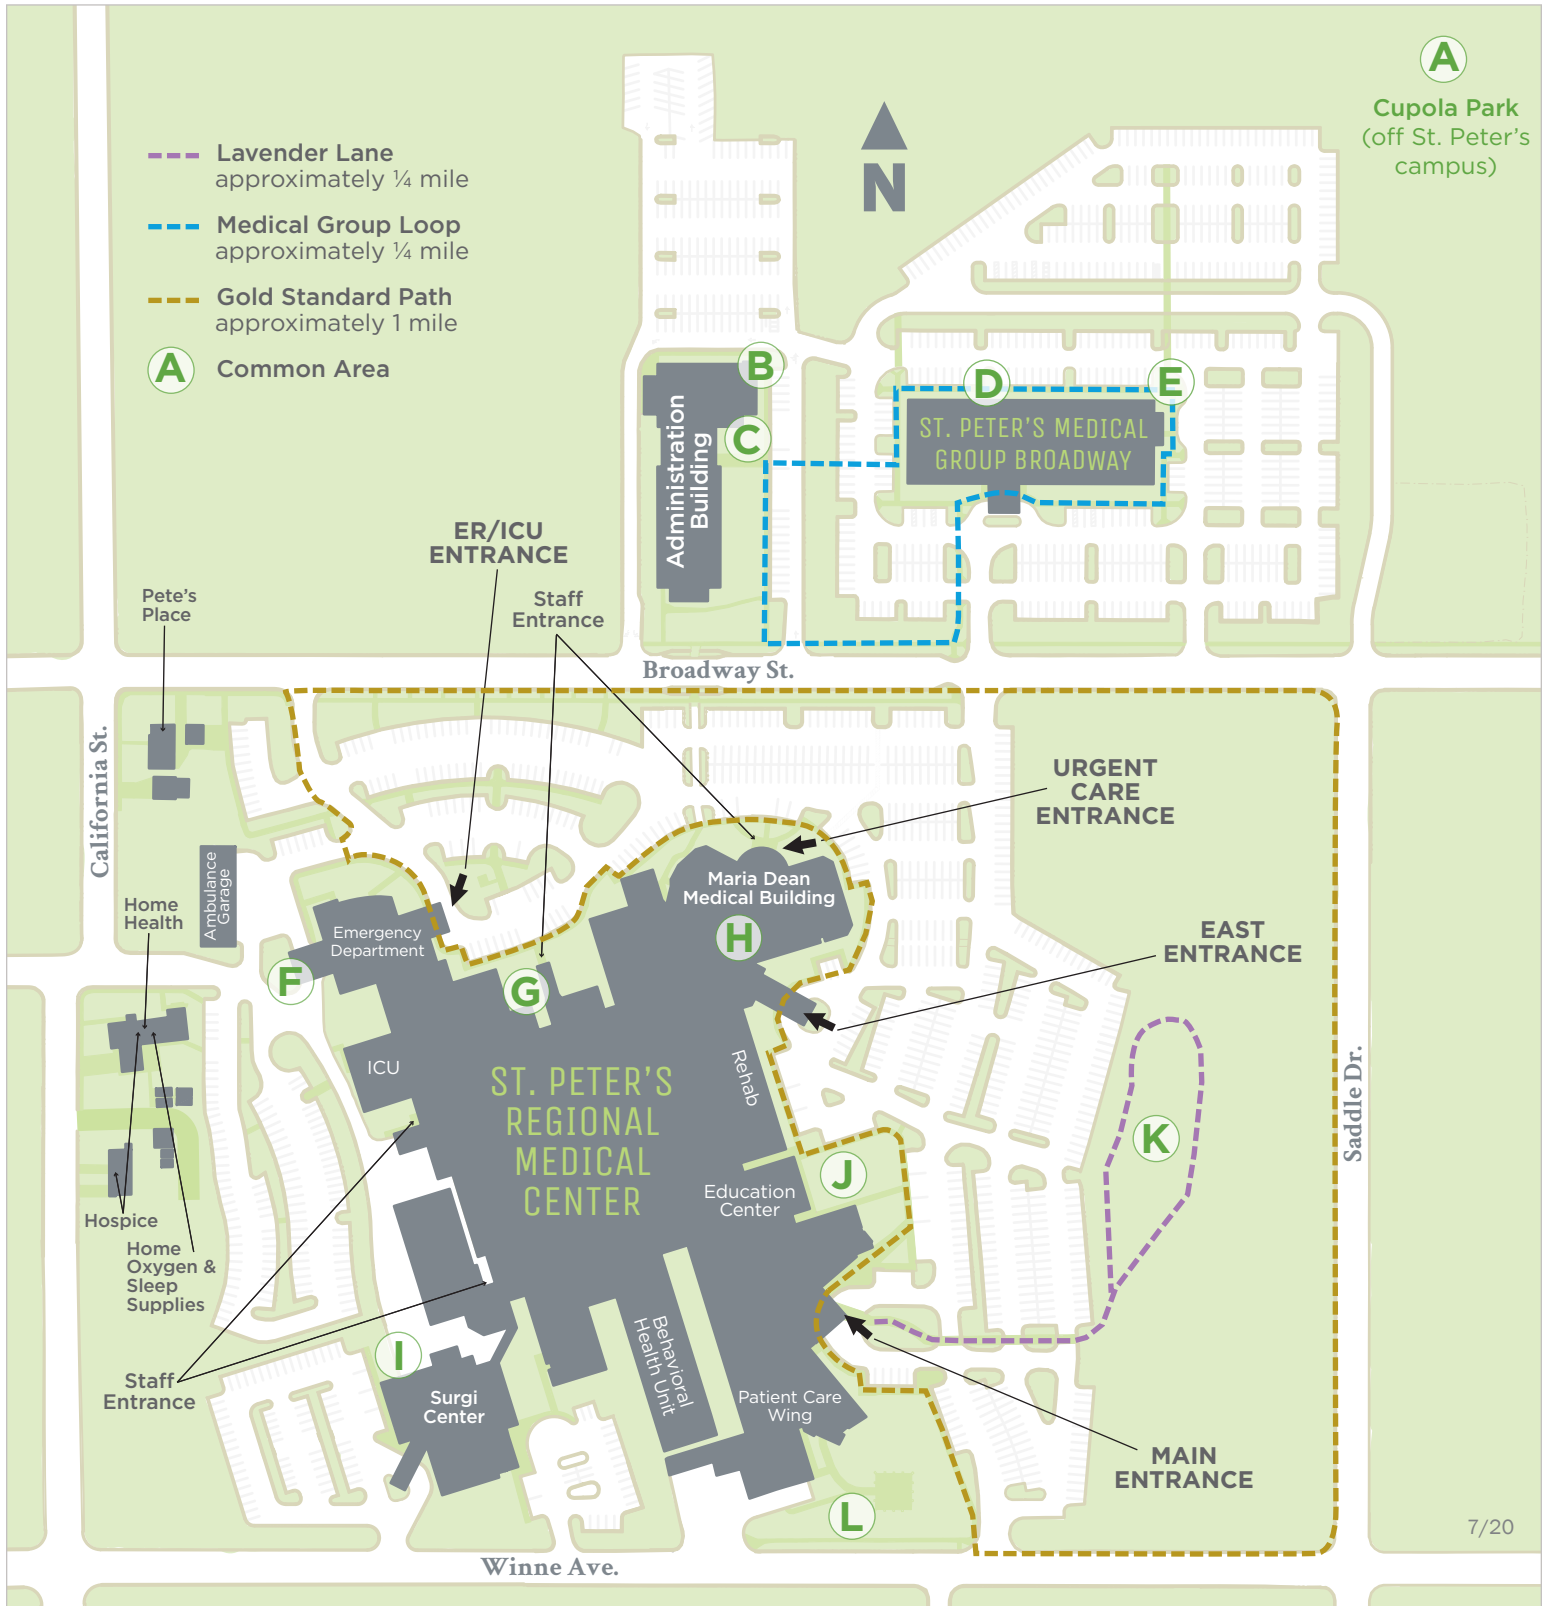 A
Cupola Park
(off St. Peter’s
campus)
N
Lavender Lane
approximately ¼ mile
Medical Group Loop
approximately ¼ mile
Gold Standard Path
approximately 1 mile
A
Common Area
B
C
D
E
Administration
Building
ST. PETER’S MEDICAL
GROUP BROADWAY
ER/ICU
ENTRANCE
Staff
Entrance
Pete’s
Place
Broadway St.
California St.
URGENT
CARE
ENTRANCE
Ambulance
Garage
Home
Health
Emergency
Department
Maria Dean
Medical Building
H
EAST
ENTRANCE
F
G
ICU
ST. PETER’S
REGIONAL
MEDICAL
CENTER
Rehab
K
Saddle Dr.
J
Education
Center
Hospice
Home
Oxygen &
Sleep
Supplies
I
Staff
Entrance
Surgi
Center
Behavioral
Health Unit
Patient Care
Wing
MAIN
ENTRANCE
L
7/20
Winne Ave.